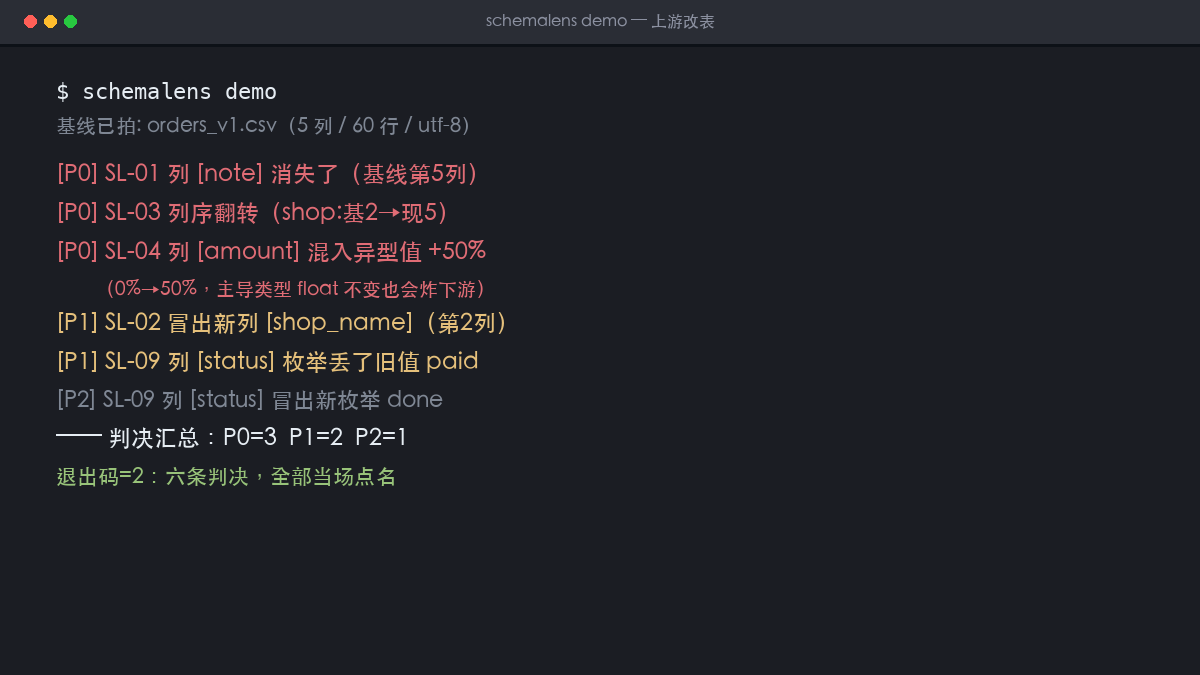 schemalens demo — 上游改表
$ schemalens demo
基线已拍: orders_v1.csv（5 列 / 60 行 / utf-8）
[P0] SL-01 列 [note] 消失了（基线第5列）
[P0] SL-03 列序翻转（shop:基2→现5）
[P0] SL-04 列 [amount] 混入异型值 +50%
（0%→50%，主导类型 float 不变也会炸下游）
[P1] SL-02 冒出新列 [shop_name]（第2列）
[P1] SL-09 列 [status] 枚举丢了旧值 paid
[P2] SL-09 列 [status] 冒出新枚举 done
—— 判决汇总：P0=3 P1=2 P2=1
退出码=2：六条判决，全部当场点名